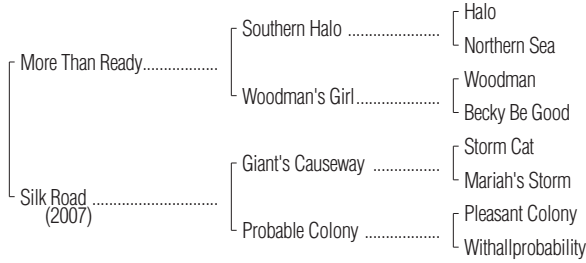 Halo
Southern Halo ..................
Northern Sea
More Than Ready.................
Woodman
Woodman's Girl................
Becky Be Good
Storm Cat
Giant's Causeway .............
Mariah's Storm
Silk Road ........................
(2007)
Pleasant Colony
Probable Colony ...............
Withallprobability